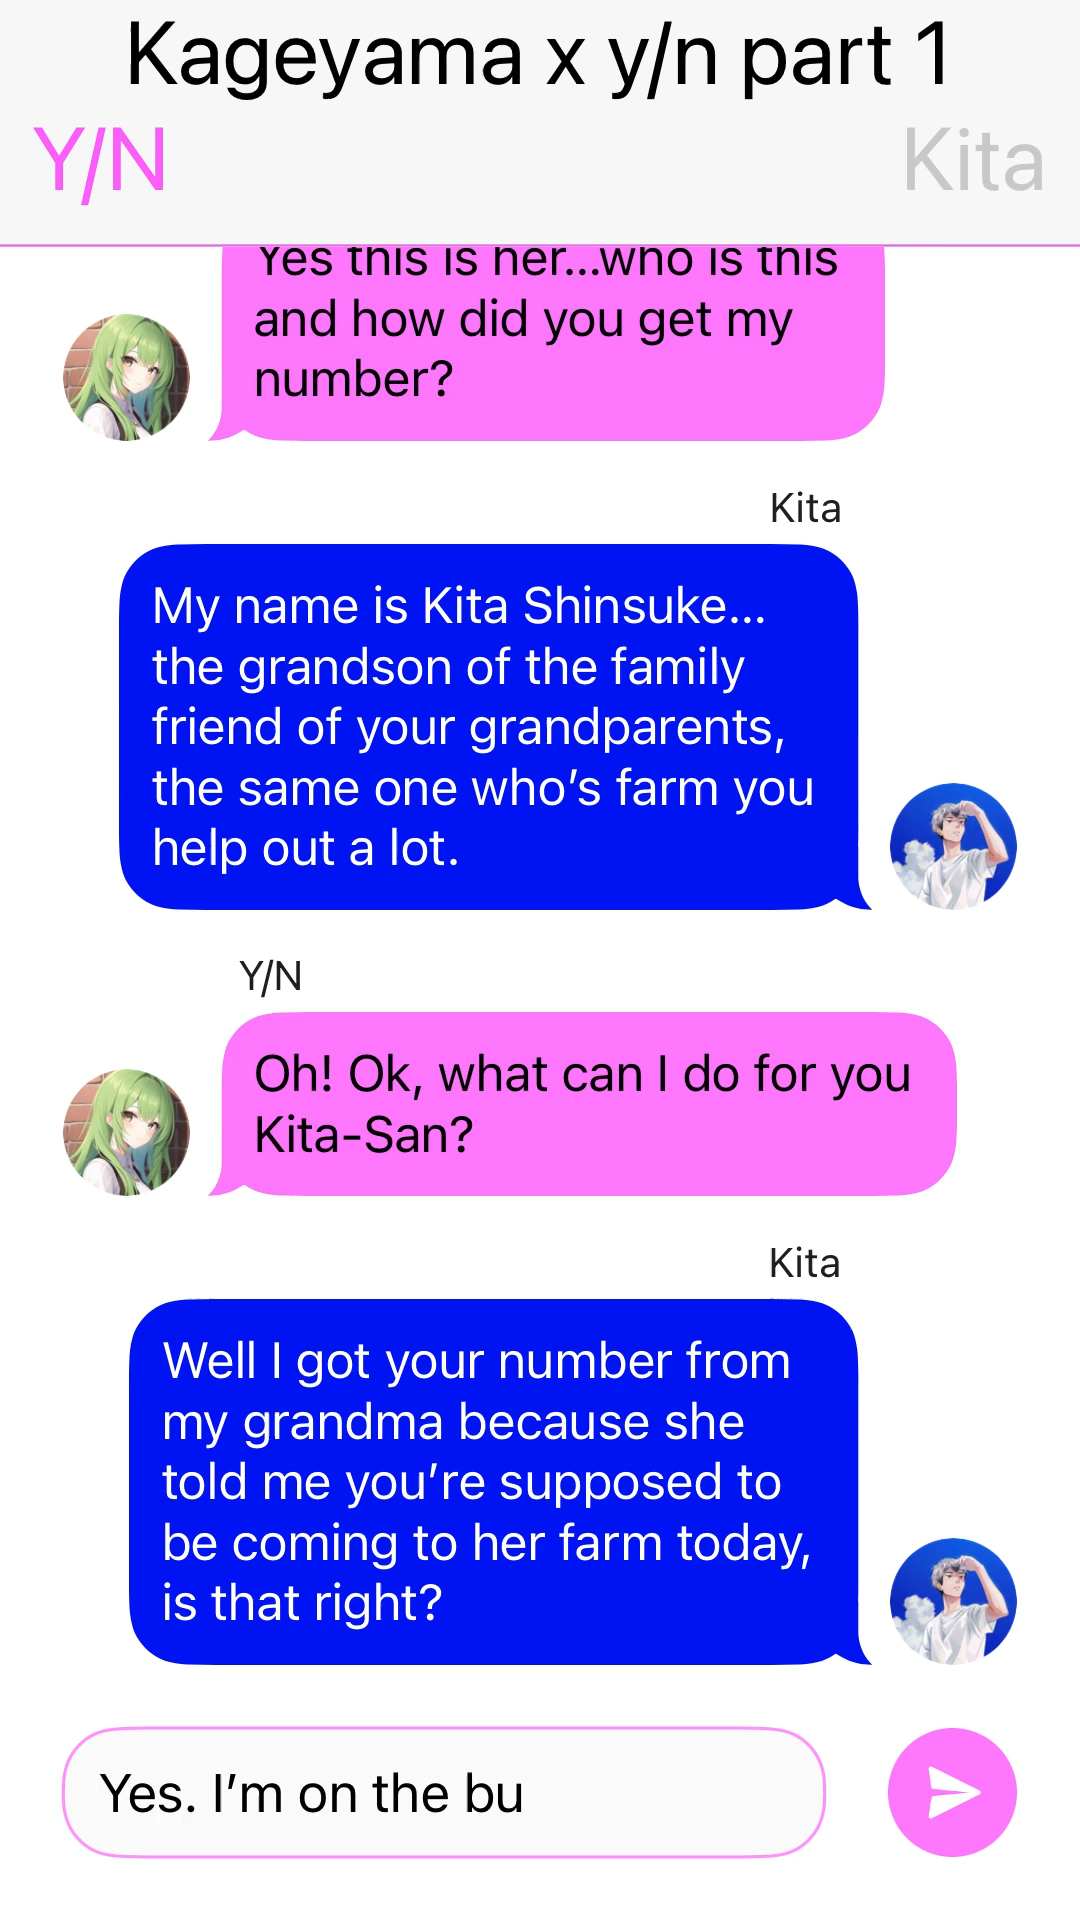 Kageyama x y/n part 1
Y/N
Kita
Yes this is her...who is this
and how did you get my
number?
Kita
My name is Kita Shinsuke...
the grandson of the family
friend of your grandparents,
the same one who’s farm you
help out a lot.
Y/N
Oh! Ok, what can I do for you
Kita-San?
Kita
Well I got your number from
my grandma because she
told me you’re supposed to
be coming to her farm today,
is that right?
Yes. I’m on the bu